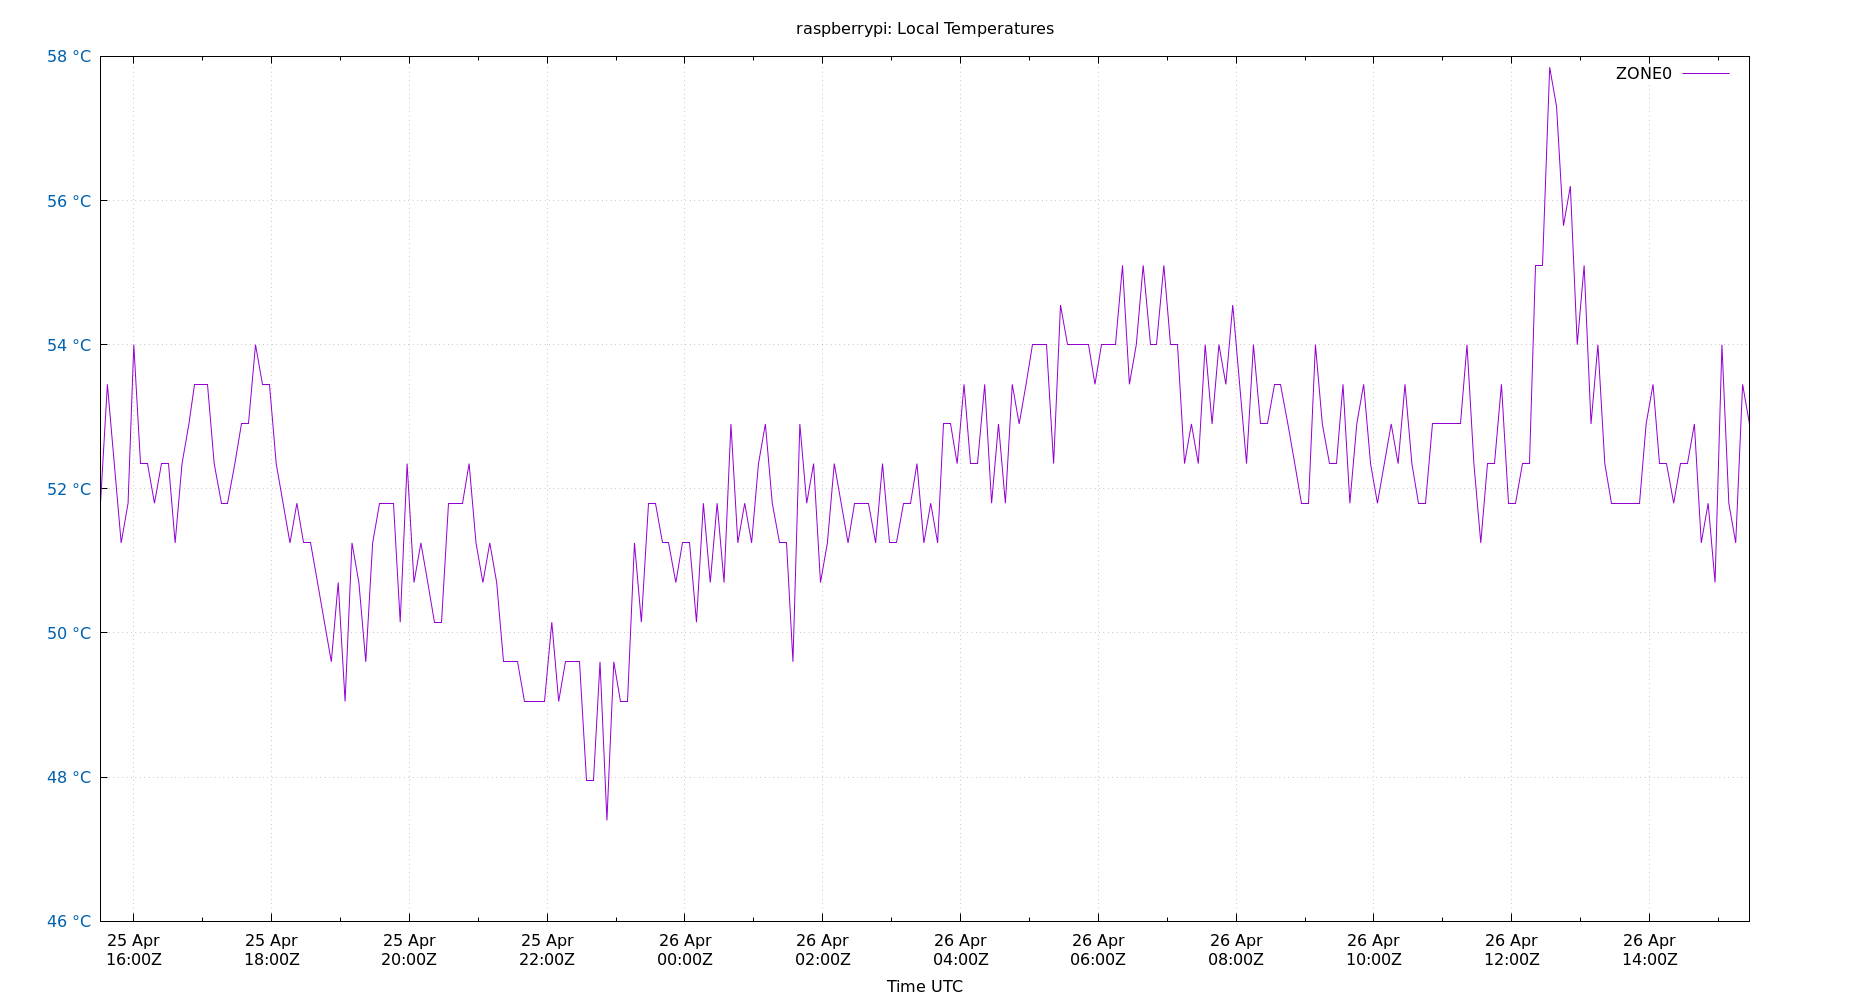 raspberrypi: Local Temperatures
58 °C
ZONE0
56 °C
54 °C
52 °C
50 °C
48 °C
46 °C
25 Apr 25 Apr 25 Apr 25 Apr 26 Apr 26 Apr 26 Apr 26 Apr 26 Apr 26 Apr 26 Apr 26 Apr
16:00Z 18:00Z 20:00Z 22:00Z 00:00Z 02:00Z 04:00Z 06:00Z 08:00Z 10:00Z 12:00Z 14:00Z
Time UTC